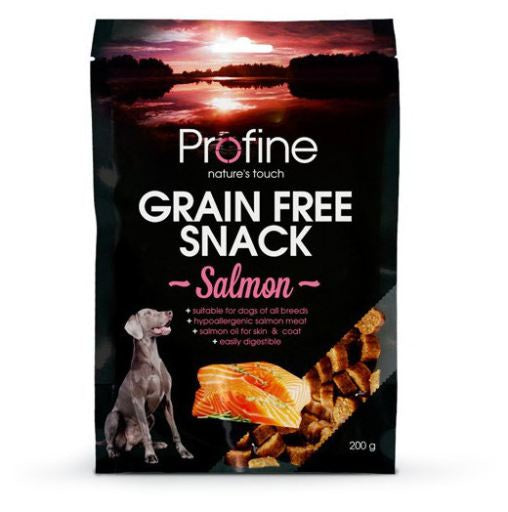 Profine
nature's touch
GRAIN FREE
SNACK
~ Salmon ~
+ suitable for dogs of all breeds
+ hypoallergenic salmon meat
+ salmon oil for skin & coat
+ easily digestible
200 g